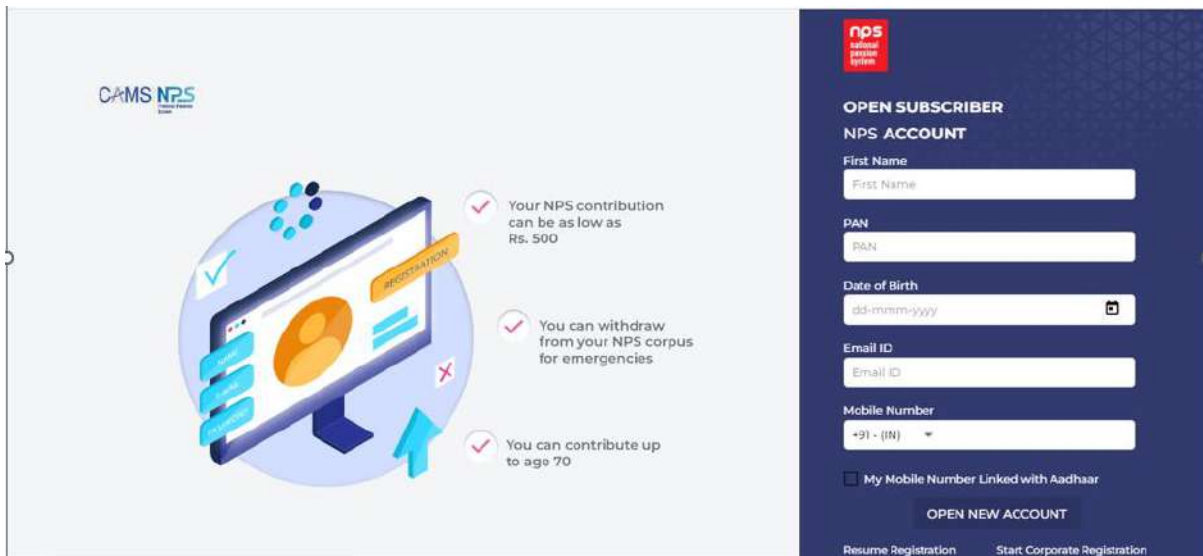 CAMS NPS
Your NPS contribution
can be as low as
Rs. 500
REGISTRATION
NAME
You can withdraw
from your NPS corpus
for emergencies
You can contribute up
to age 70
nps
national
pension
system
OPEN SUBSCRIBER
NPS ACCOUNT
First Name
First Name
PAN
PAN
Date of Birth
dd-mmm-yyyy
Email ID
Email ID
Mobile Number
+91 - (IN)
My Mobile Number Linked with Aadhaar
OPEN NEW ACCOUNT
Resume Registration Start Corporate Registration